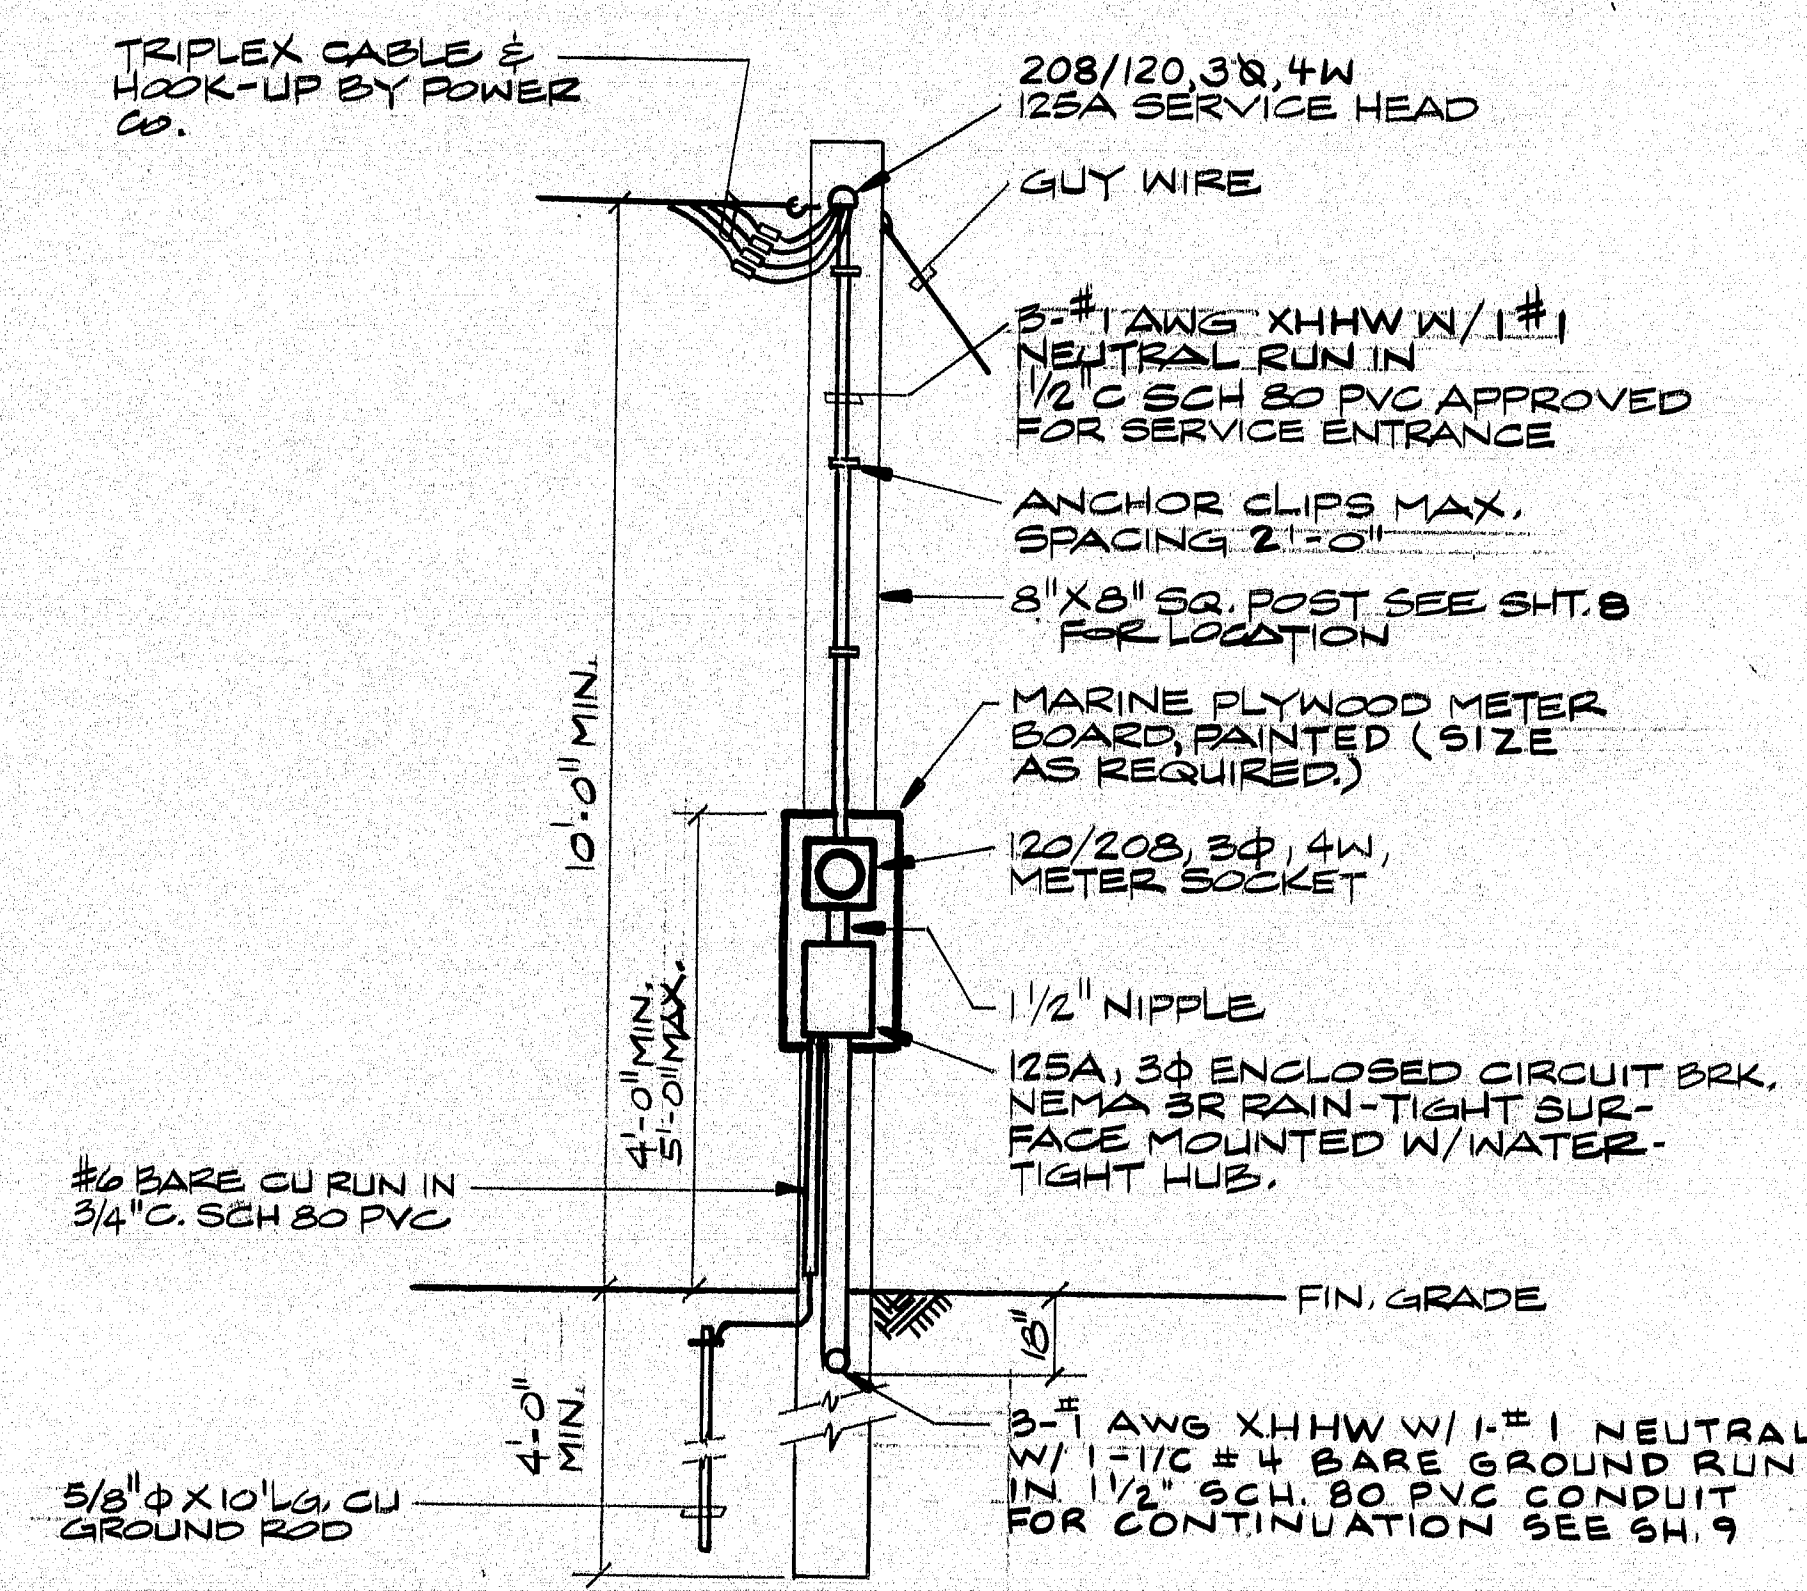 TRIPLEX CABLE &
HOOK-UP BY POWER
CO.
208/120, 3Ø, 4W
125A SERVICE HEAD
GUY WIRE
3-#1 AWG XHHW W/1 #1
NEUTRAL RUN IN
1 1/2"C SCH 80 PVC APPROVED
FOR SERVICE ENTRANCE
ANCHOR CLIPS MAX.
SPACING 2'-0"
8"X8" SQ. POST SEE SHT. 8
FOR LOCATION
MARINE PLYWOOD METER
BOARD, PAINTED (SIZE
AS REQUIRED.)
10'-0" MIN.
120/208, 3φ, 4W,
METER SOCKET
1 1/2" NIPPLE
4'-0" MIN.
5'-0" MAX.
125A, 3φ ENCLOSED CIRCUIT BRK.
NEMA 3R RAIN-TIGHT SUR-
FACE MOUNTED W/WATER-
TIGHT HUB.
#6 BARE CU RUN IN
3/4"C. SCH 80 PVC
FIN. GRADE
18"
4'-0"
MIN.
3-#1 AWG XHHW W/ 1-#1 NEUTRAL
W/ 1-1/C #4 BARE GROUND RUN
IN 1 1/2" SCH. 80 PVC CONDUIT
FOR CONTINUATION SEE SH. 9
5/8" φ X 10' LG. CU
GROUND ROD